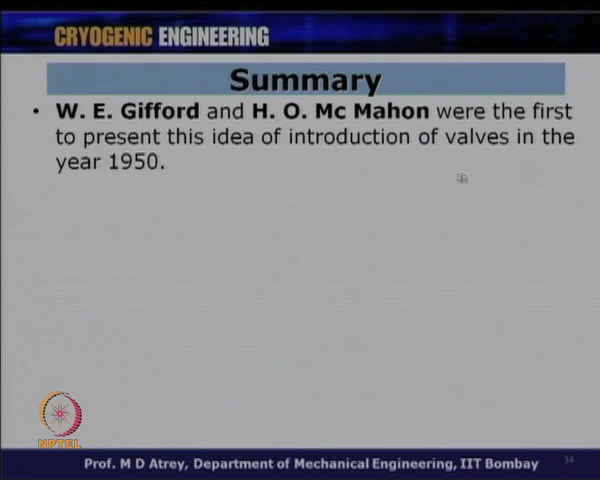 CRYOGENIC ENGINEERING
Summary
• W. E. Gifford and H. O. Mc Mahon were the first
to present this idea of introduction of valves in the
year 1950.
NPTEL
Prof. M D Atrey, Department of Mechanical Engineering, IIT Bombay
34